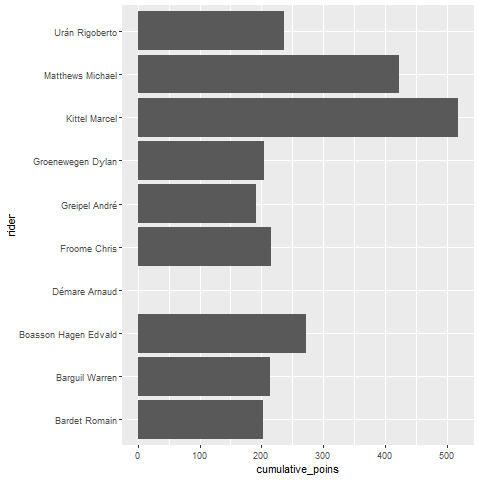 Urán Rigoberto
Matthews Michael
Kittel Marcel
Groenewegen Dylan
Greipel André
Froome Chris
Démare Arnaud
Boasson Hagen Edvald
Barguil Warren
Bardet Romain
rider
0 100 200 300 400 500
cumulative_poins